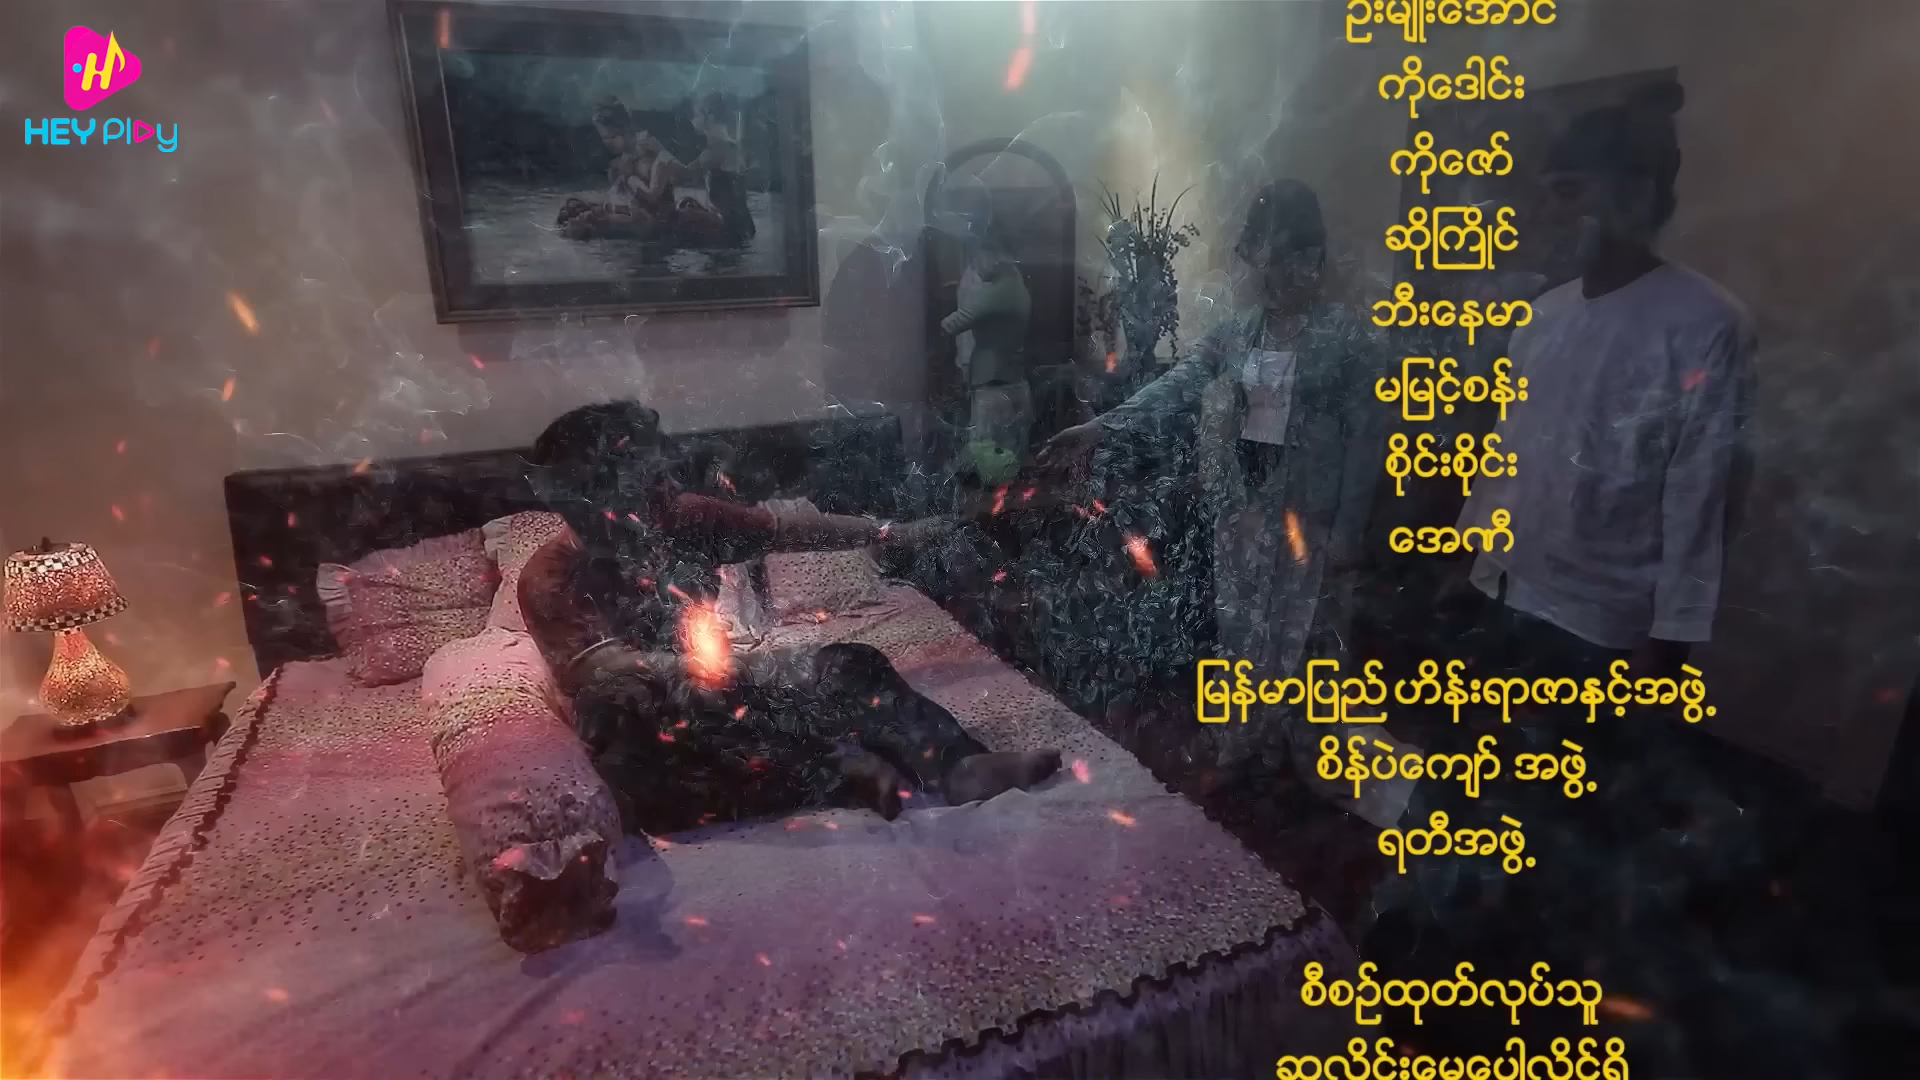 HEY PLAY
ဦးမျိုးအောင်
ကိုဒေါင်း
ကိုဇော်
ဆိုကြိုင်
ဘီးနေမာ
မမြင့်စန်း
စိုင်းစိုင်း
အေဏီ
မြန်မာပြည် ဟိန်းရာဇာနှင့်အဖွဲ့
စိန်ပဲကျော် အဖွဲ့
ရတီအဖွဲ့
စီစဉ်ထုတ်လုပ်သူ